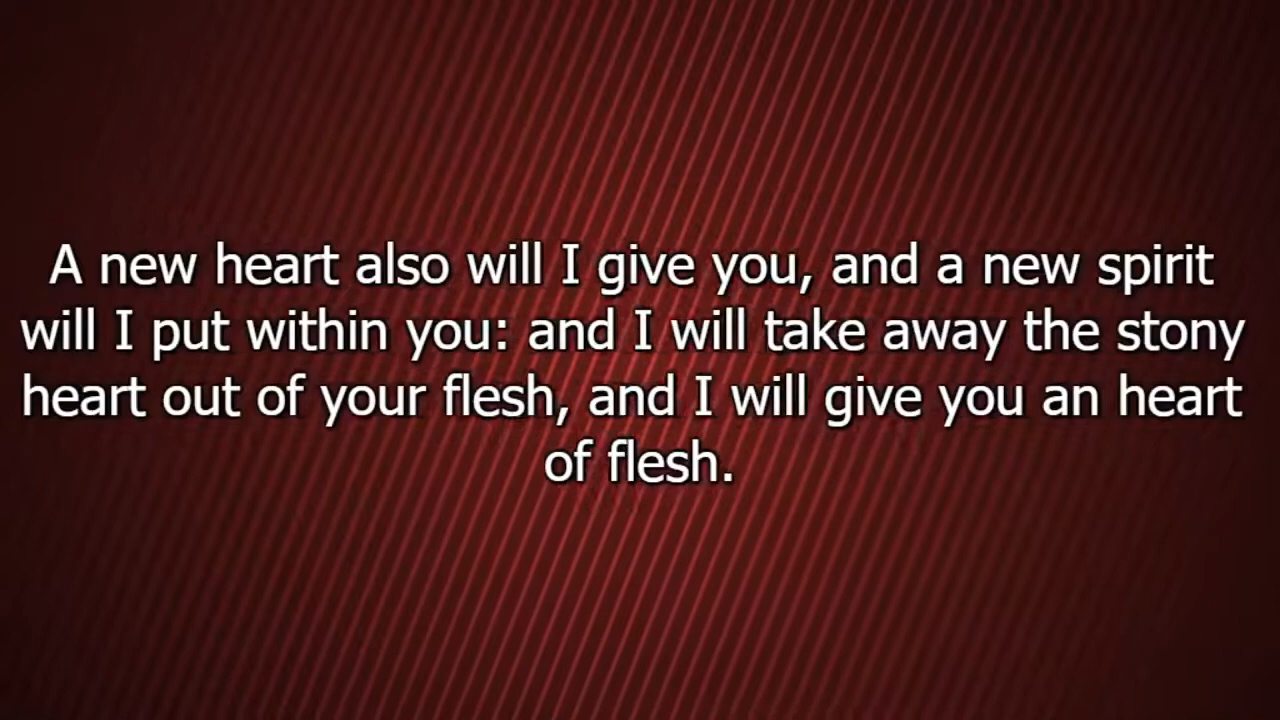 A new heart also will I give you, and a new spirit
will I put within you: and I will take away the stony
heart out of your flesh, and I will give you an heart
of flesh.